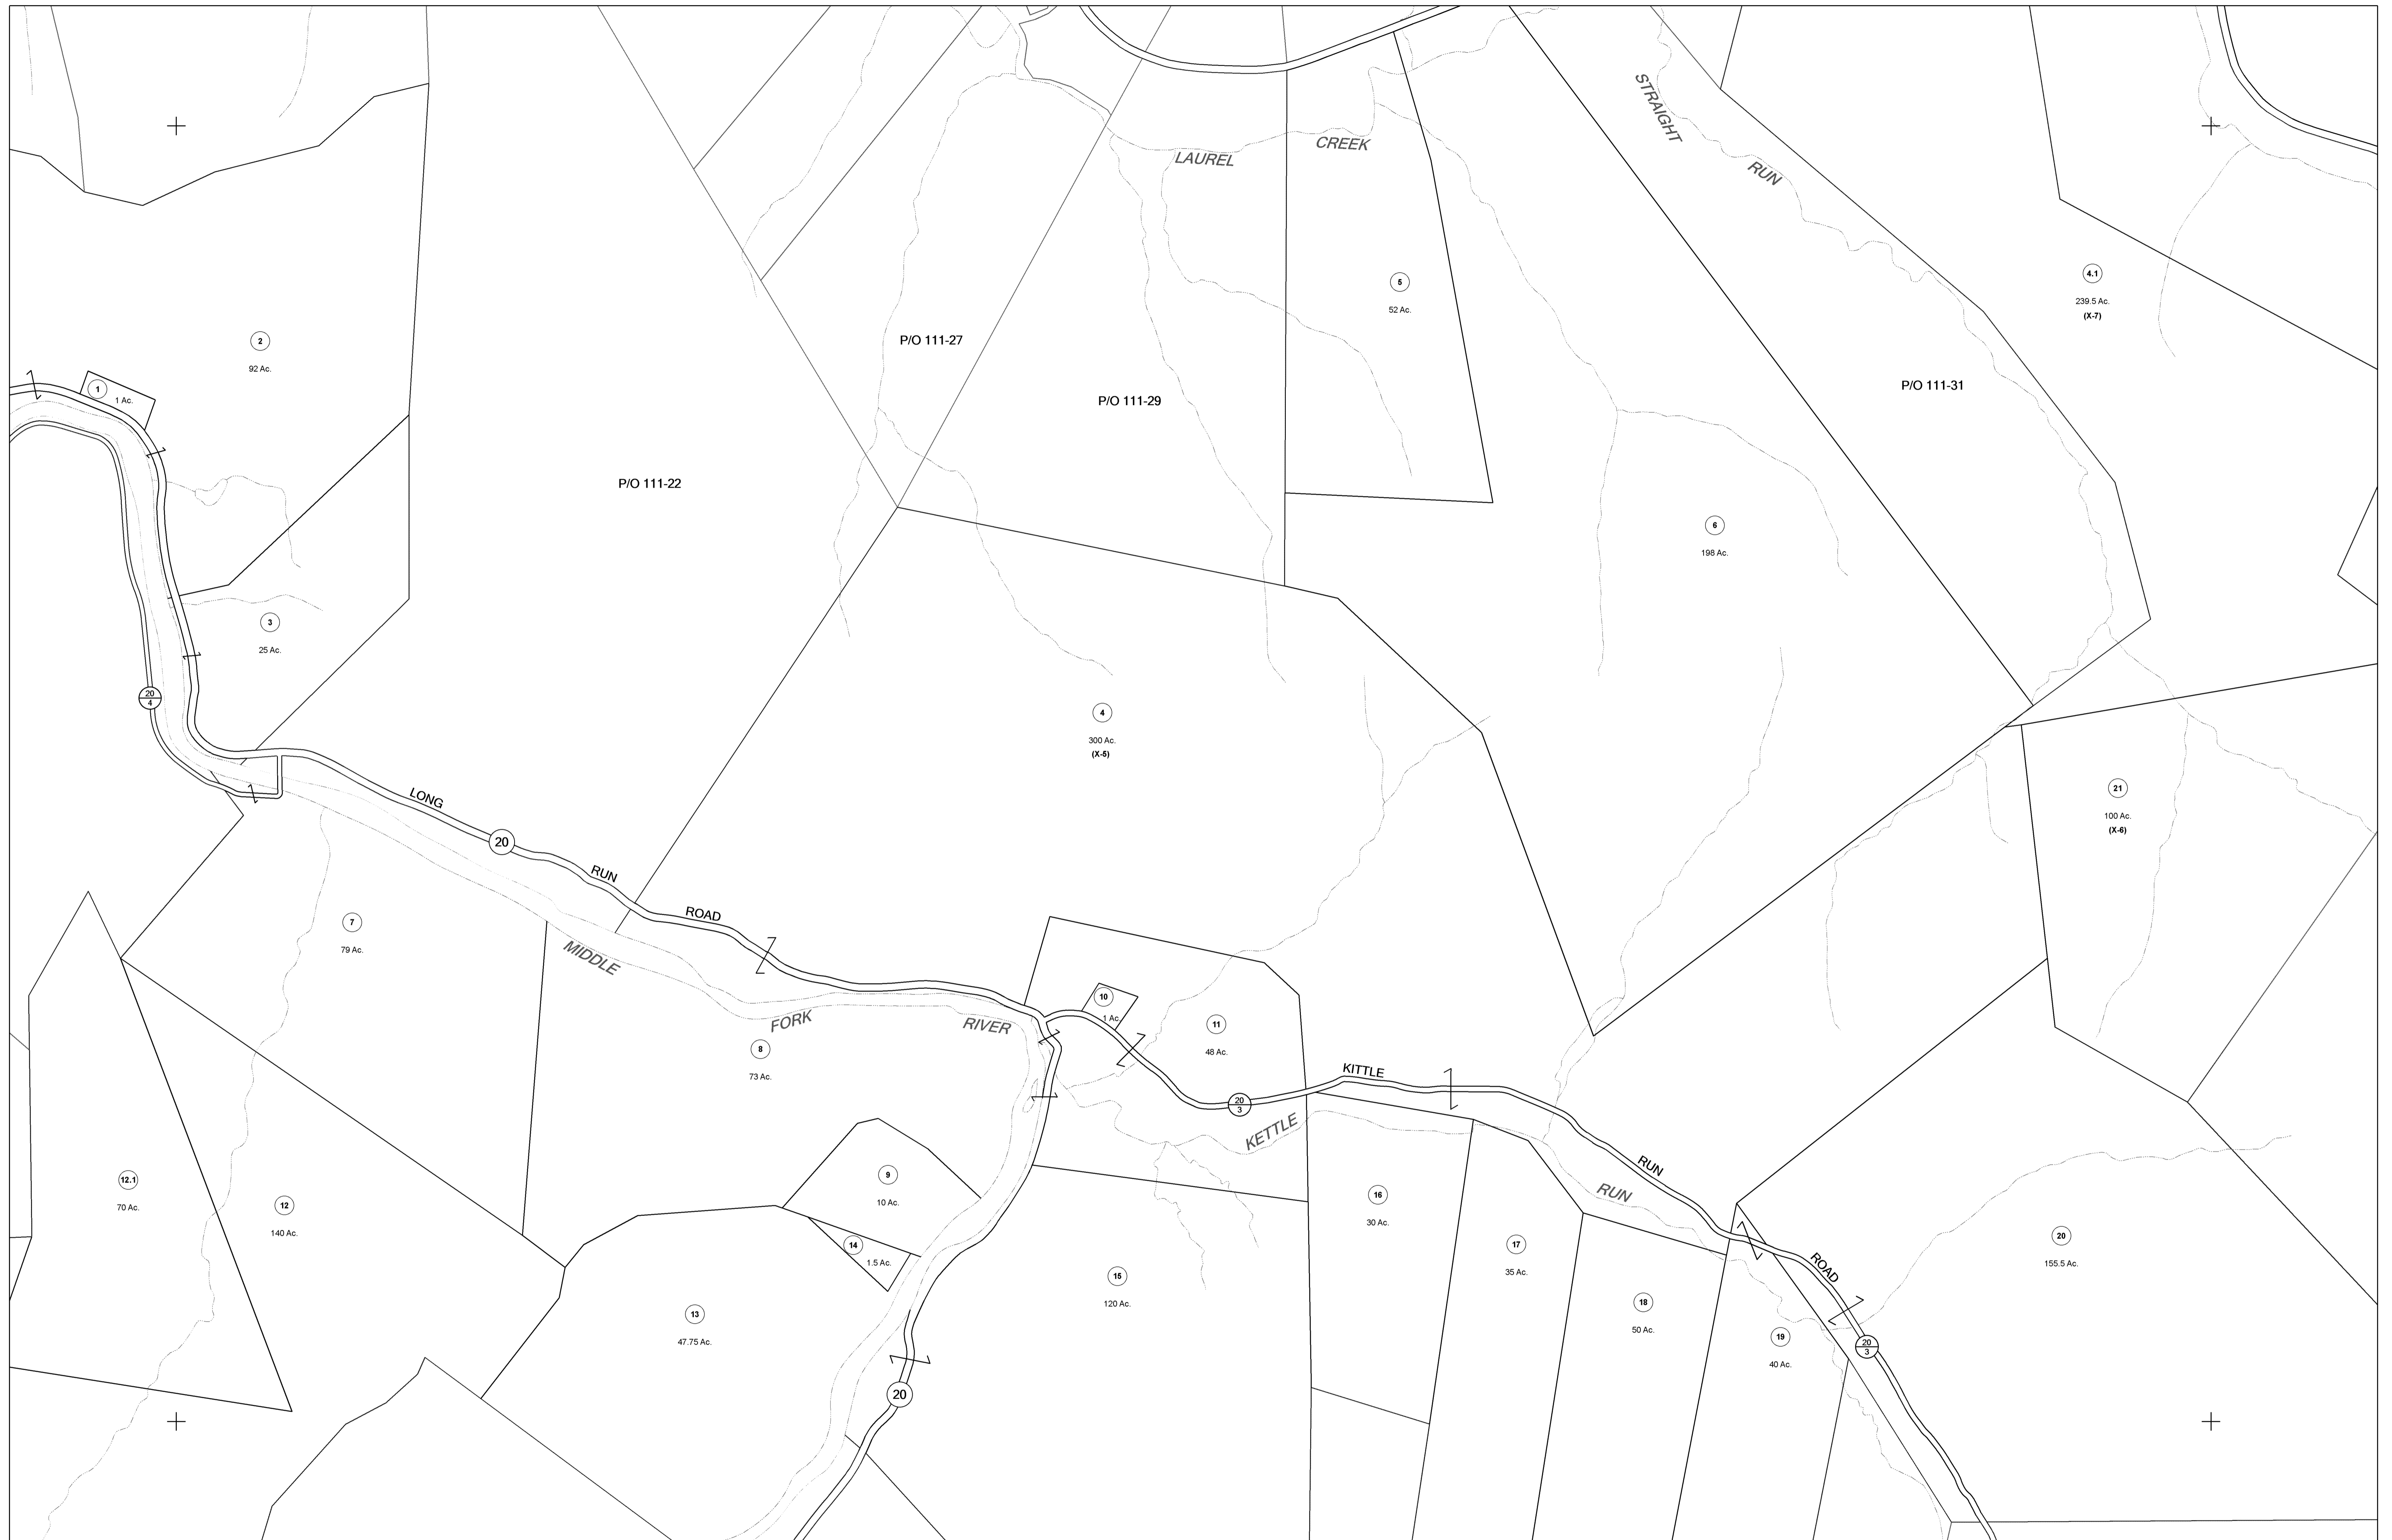 STRAIGHT
RUN
LAUREL
CREEK
4.1
239.5 Ac.
(X-7)
5
52 Ac.
2
92 Ac.
P/O 111-27
P/O 111-31
1
1 Ac.
P/O 111-29
P/O 111-22
6
198 Ac.
3
25 Ac.
20
4
4
300 Ac.
(X-5)
21
100 Ac.
(X-6)
LONG
20
RUN
ROAD
7
79 Ac.
MIDDLE
FORK
RIVER
10
1 Ac.
11
48 Ac.
8
73 Ac.
KITTLE
20
3
KETTLE
RUN
RUN
ROAD
9
10 Ac.
12.1
70 Ac.
12
140 Ac.
16
30 Ac.
14
1.5 Ac.
17
35 Ac.
20
155.5 Ac.
15
120 Ac.
18
50 Ac.
13
47.75 Ac.
19
40 Ac.
20
3
20